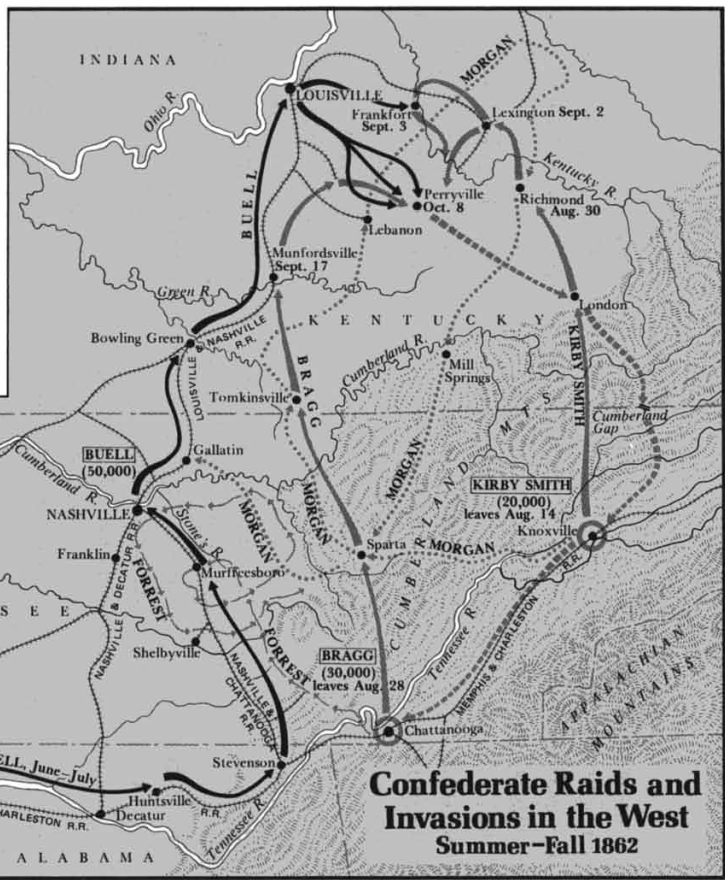 INDIANA
Ohio R.
LOUISVILLE
MORGAN
Frankfort
Sept. 3
Lexington Sept. 2
Kentucky R.
BUELL
Perryville
Oct. 8
Richmond
Aug. 30
Lebanon
Munfordsville
Sept. 17
Green R.
London
KENTUCKY
Bowling Green
LOUISVILLE & NASHVILLE
R.R.
Cumberland R.
Mill
Springs
BRAGG
KIRBY SMITH
Tomkinsville
Cumberland
Gap
BUELL
(50,000)
Gallatin
Cumberland R.
MORGAN
MORGAN
MORGAN
CUMBERLAND MTS
KIRBY SMITH
(20,000)
leaves Aug. 14
NASHVILLE
Stone's R.
Knoxville
Franklin
Sparta
MORGAN
R.R.
Murffeesboro
FORREST
NASHVILLE & DECATUR R.R.
SEE
Shelbyville
FORREST
NASHVILLE &
CHATTANOOGA
R.R.
BRAGG
(30,000)
leaves Aug. 28
Tennessee R.
MEMPHIS & CHARLESTON
APPALACHIAN
MOUNTAINS
Chattanooga
Stevenson
ELL, June–July
Huntsville
Decatur
HARLESTON R.R.
R.R.
Tennessee R.
ALABAMA
Confederate Raids and
Invasions in the West
Summer–Fall 1862